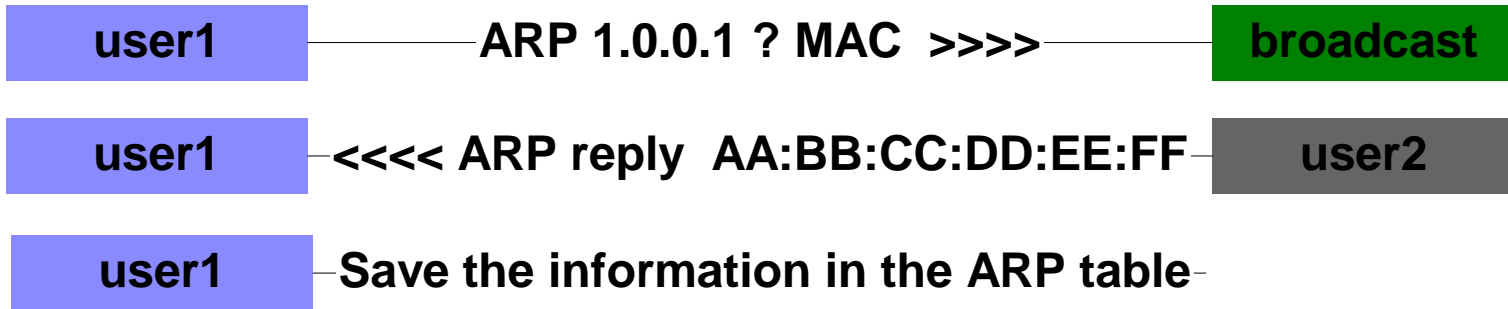 user1 ARP 1.0.0.1 ? MAC >>>> broadcast
user1 <<<< ARP reply AA:BB:CC:DD:EE:FF user2
user1 Save the information in the ARP table